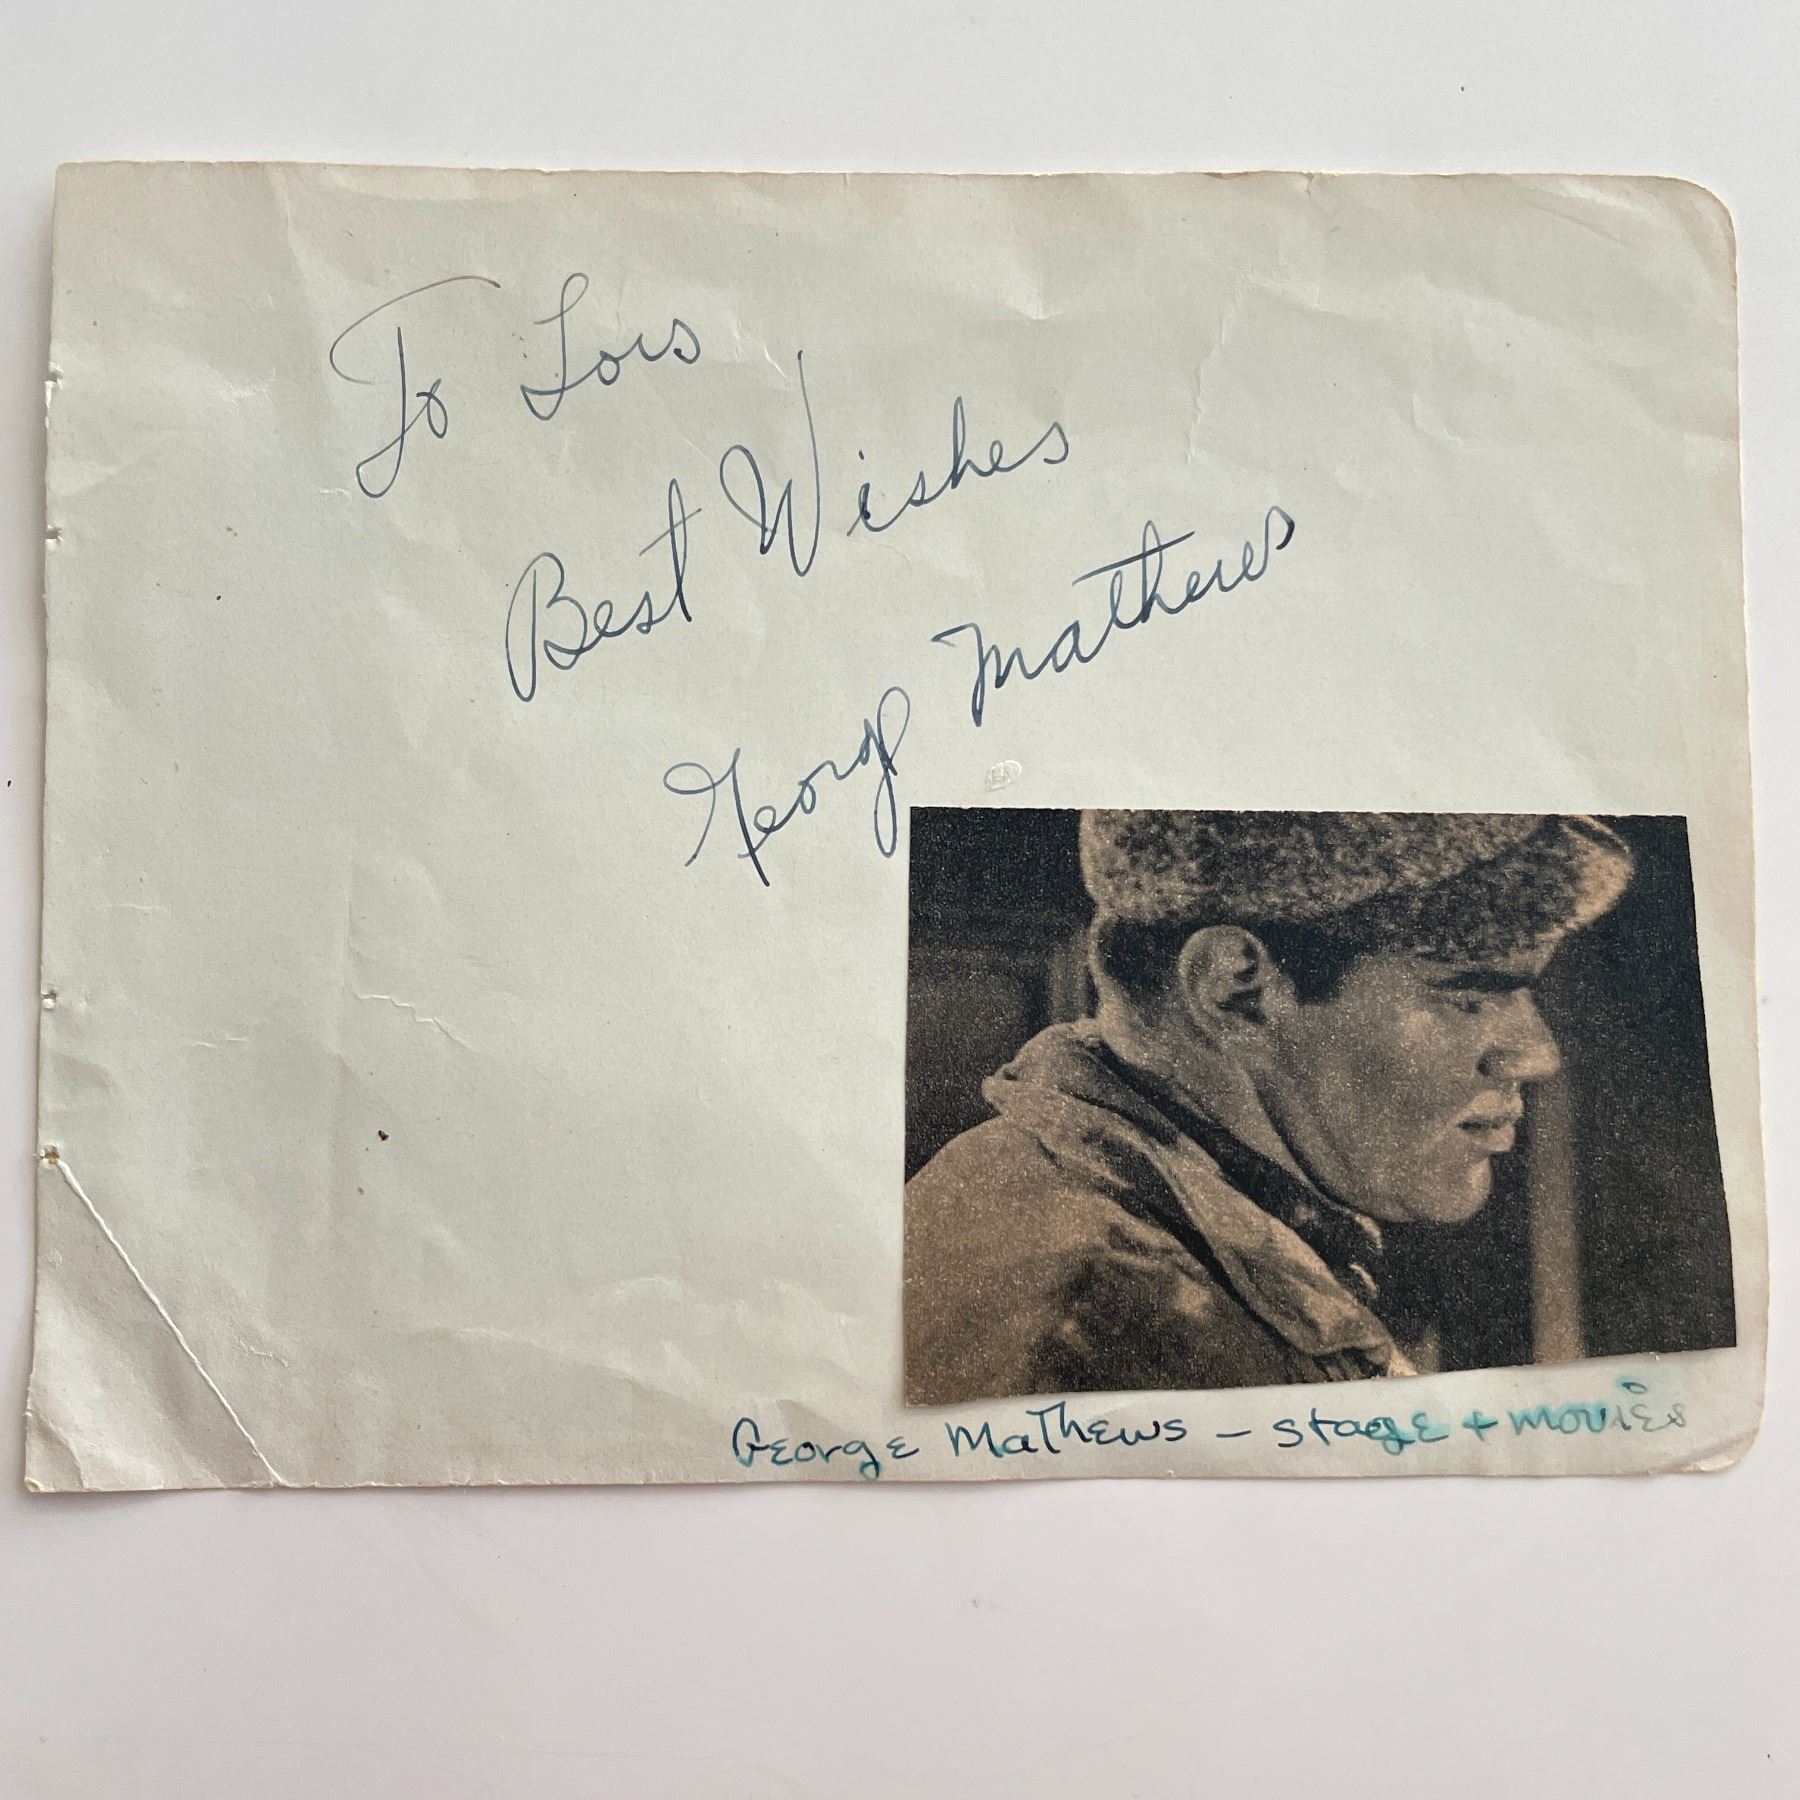 To Lois
Best Wishes
George Mathews
George Mathews - stage + movies